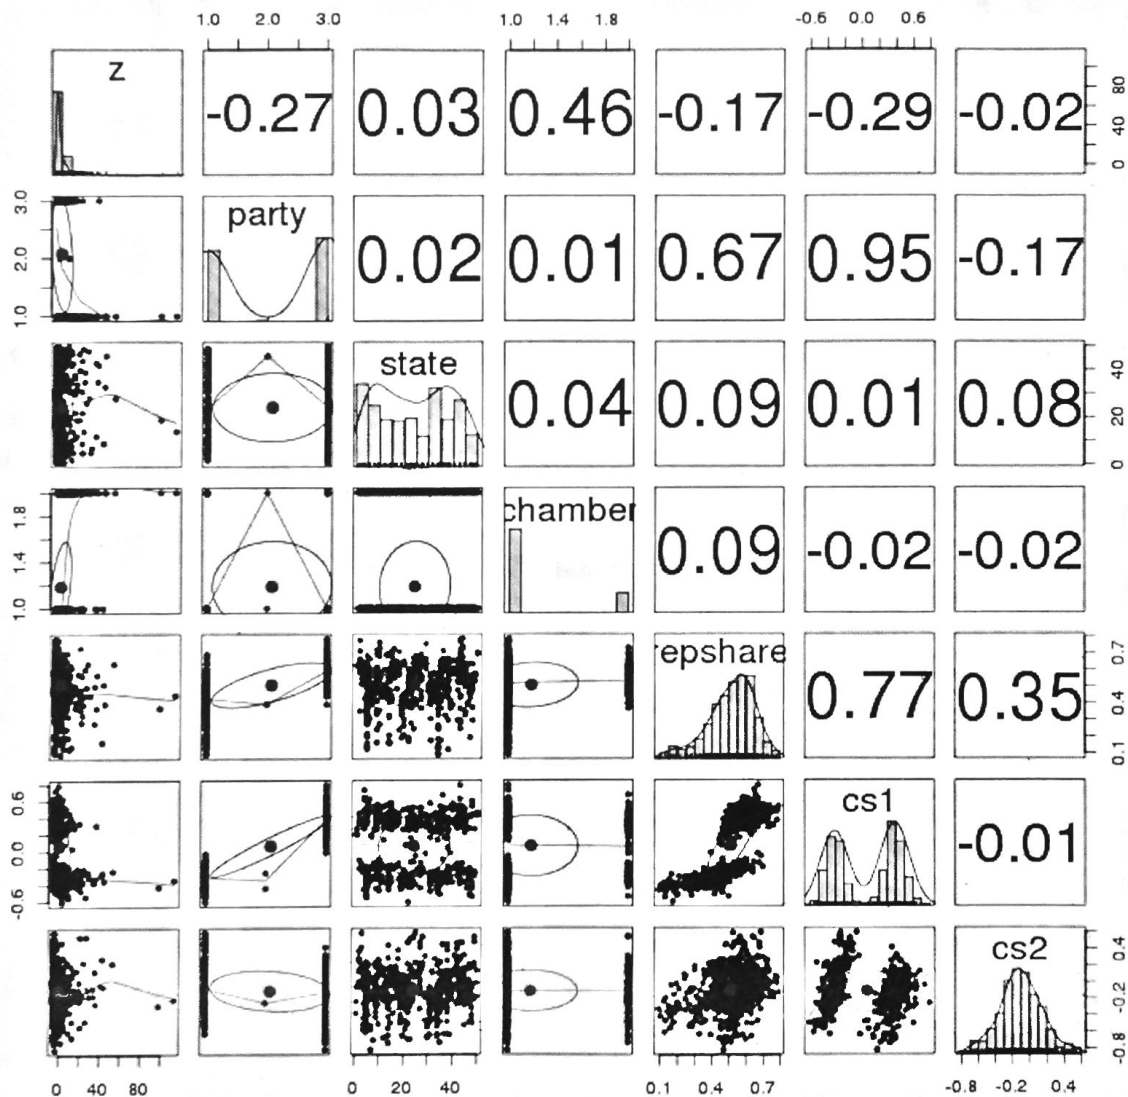 1.0 2.0 3.0 1.0 1.4 1.8 -0.6 0.0 0.6
z -0.27 0.03 0.46 -0.17 -0.29 -0.02 0 40 80
1.0 2.0 3.0 party 0.02 0.01 0.67 0.95 -0.17
state 0.04 0.09 0.01 0.08 0 20 40
1.0 1.4 1.8 chamber 0.09 -0.02 -0.02
repshare 0.77 0.35 0.1 0.4 0.7
-0.6 0.0 0.6 cs1 -0.01
cs2 -0.8 -0.2 0.4
0 40 80 0 20 40 0.1 0.4 0.7 -0.8 -0.2 0.4